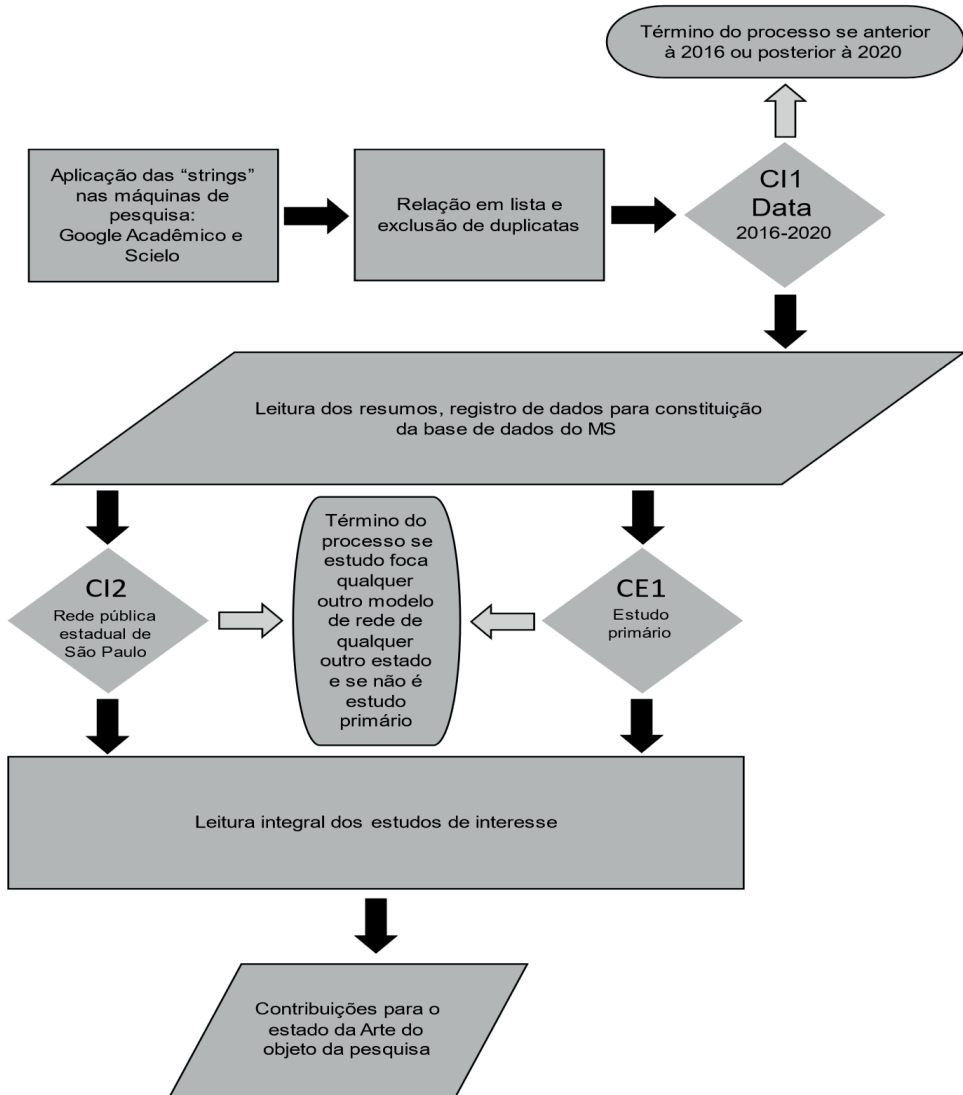 Término do processo se anterior
à 2016 ou posterior à 2020
Aplicação das “strings”
nas máquinas de
pesquisa:
Google Acadêmico e
Scielo
Relação em lista e
exclusão de duplicatas
CI1
Data
2016-2020
Leitura dos resumos, registro de dados para constituição
da base de dados do MS
CI2
Rede pública
estadual de
São Paulo
Término do
processo se
estudo foca
qualquer
outro modelo
de rede de
qualquer
outro estado
e se não é
estudo
primário
CE1
Estudo
primário
Leitura integral dos estudos de interesse
Contribuições para o
estado da Arte do
objeto da pesquisa